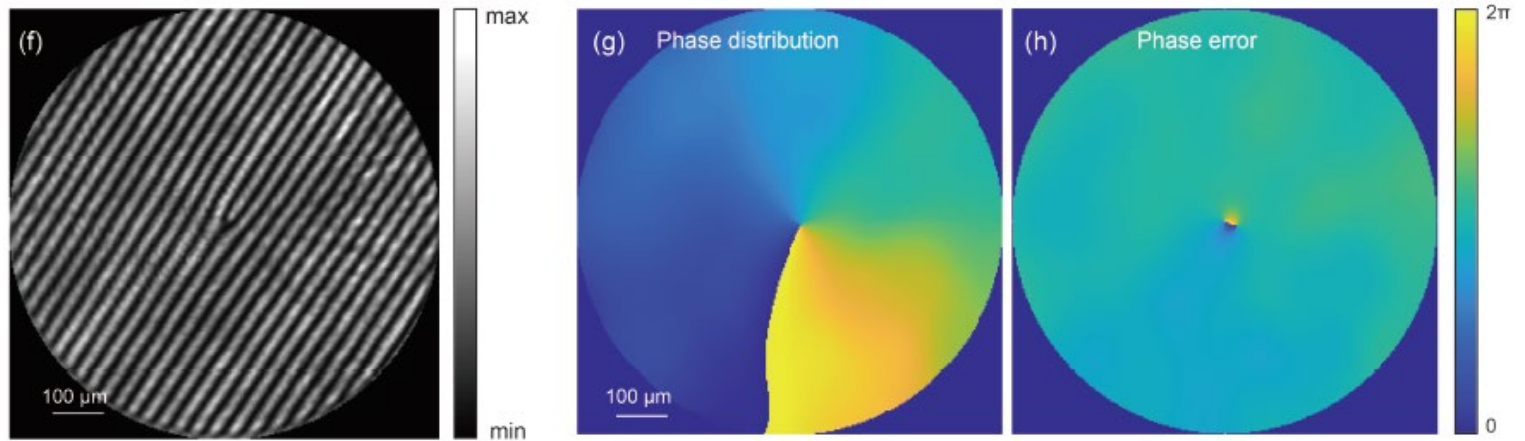 (f)
max
min
100 μm
(g)
Phase distribution
100 μm
(h)
Phase error
2π
0